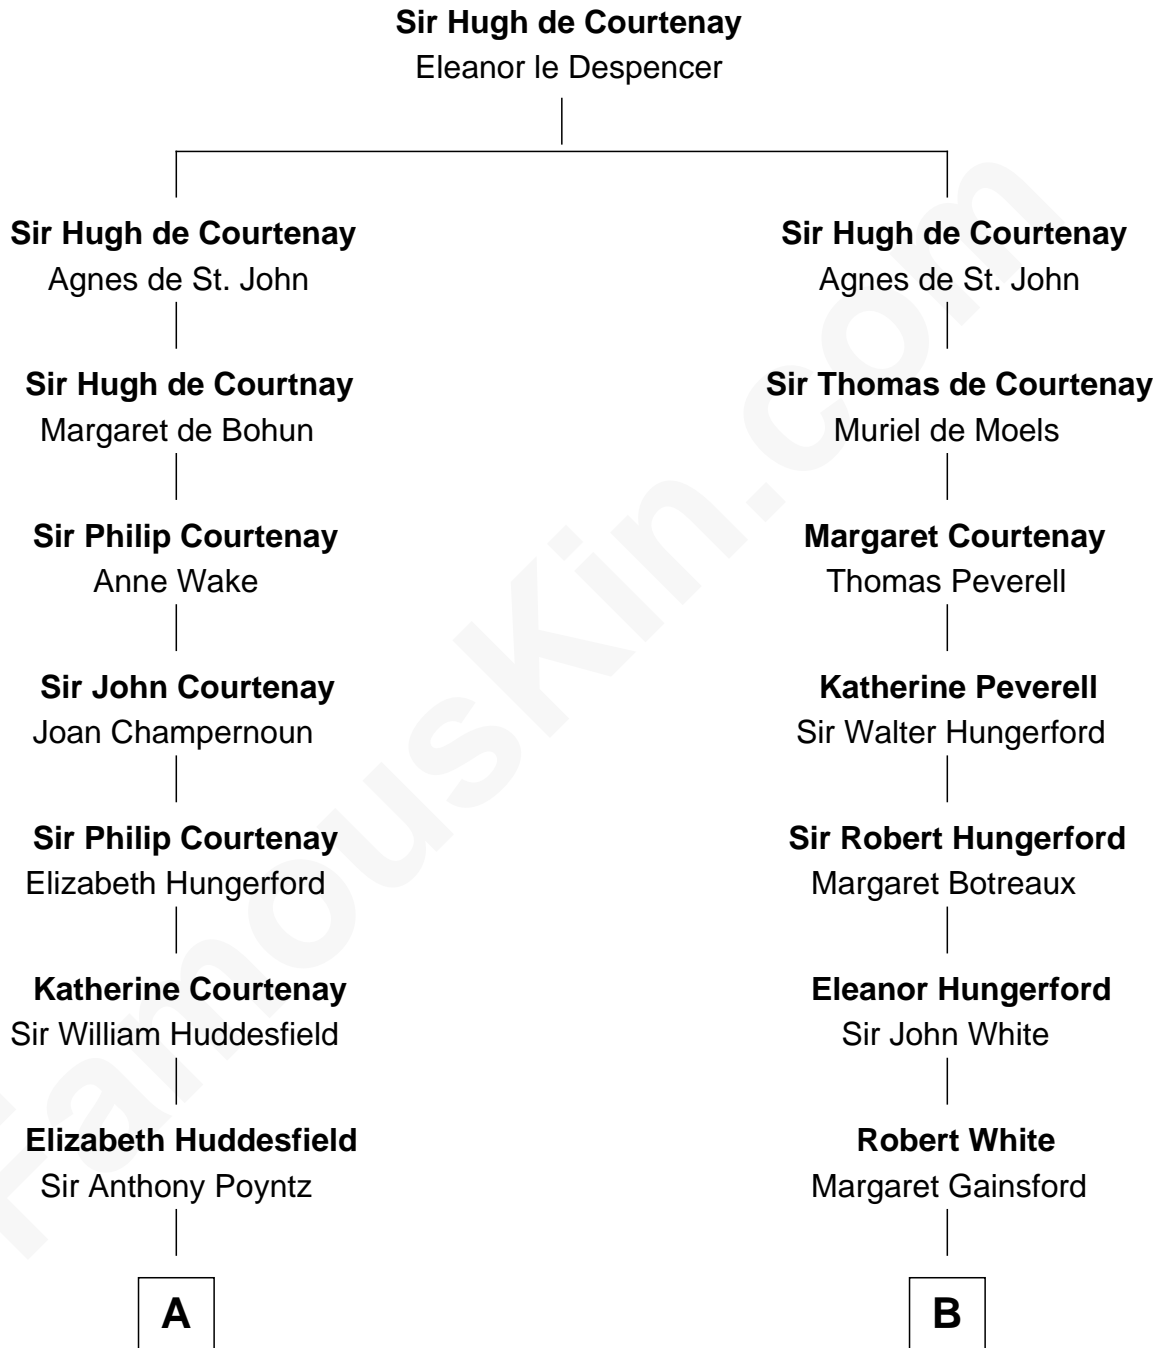 Sir Hugh de Courtenay
Eleanor le Despencer
Sir Hugh de Courtenay
Agnes de St. John
Sir Hugh de Courtnay
Margaret de Bohun
Sir Philip Courtenay
Anne Wake
Sir John Courtenay
Joan Champernoun
Sir Philip Courtenay
Elizabeth Hungerford
Katherine Courtenay
Sir William Huddesfield
Elizabeth Huddesfield
Sir Anthony Poyntz
A
Sir Hugh de Courtenay
Agnes de St. John
Sir Thomas de Courtenay
Muriel de Moels
Margaret Courtenay
Thomas Peverell
Katherine Peverell
Sir Walter Hungerford
Sir Robert Hungerford
Margaret Botreaux
Eleanor Hungerford
Sir John White
Robert White
Margaret Gainsford
B
FamousKin.com